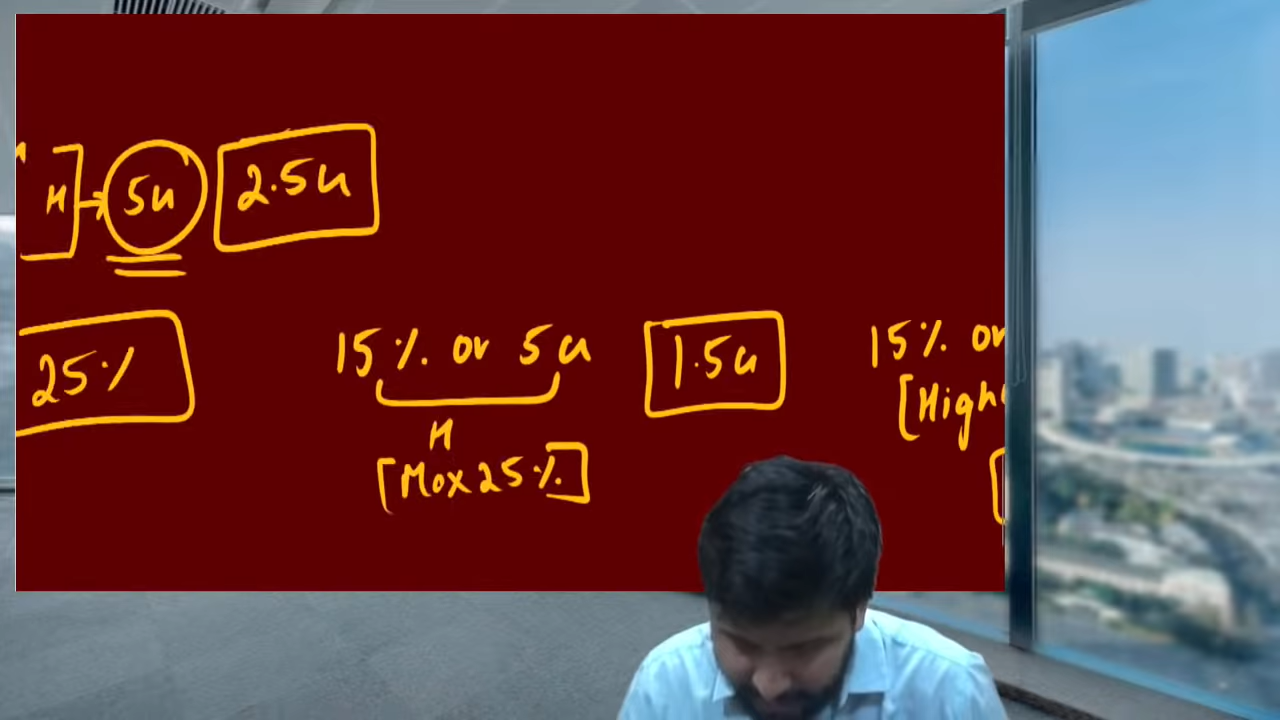 H] → 5u 2.5u
25%
15% or 5u
H
[Max 25%]
1.5u
15% or
[High